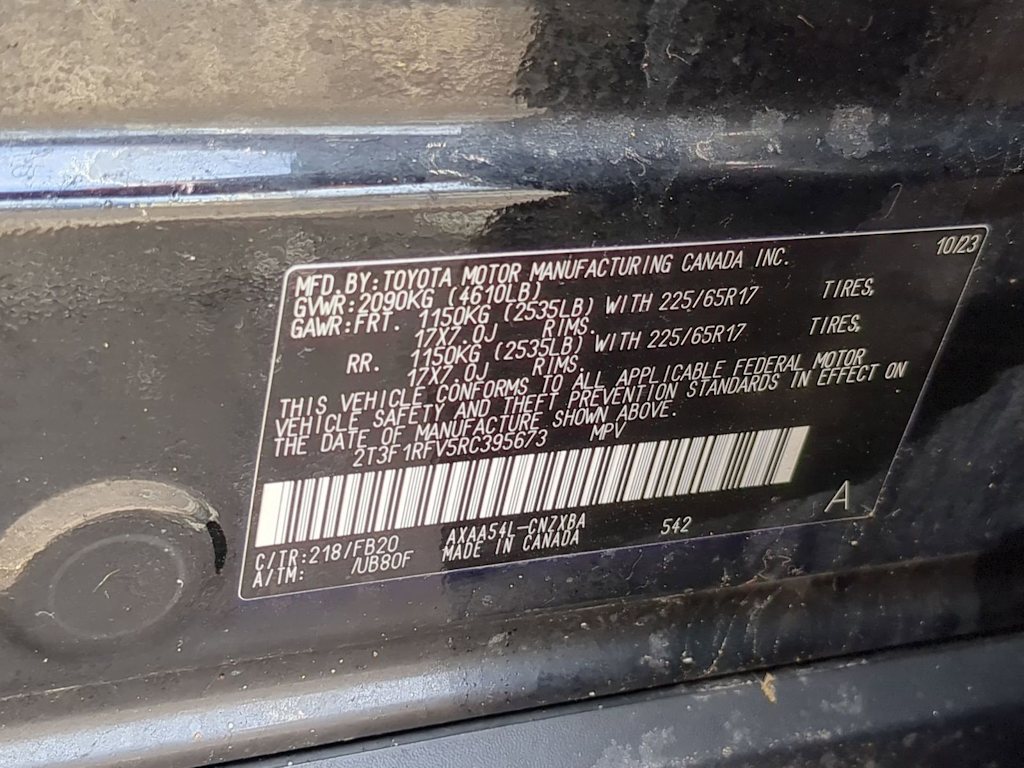 10/23
MFD. BY: TOYOTA MOTOR MANUFACTURING CANADA INC.
GVWR: 2090KG (4610LB)
GAWR: FRT. 1150KG (2535LB) WITH 225/65R17 TIRES,
17X7.0J RIMS.
RR. 1150KG (2535LB) WITH 225/65R17 TIRES,
17X7.0J RIMS.
THIS VEHICLE CONFORMS TO ALL APPLICABLE FEDERAL MOTOR
VEHICLE SAFETY AND THEFT PREVENTION STANDARDS IN EFFECT ON
THE DATE OF MANUFACTURE SHOWN ABOVE.
2T3F1RFV5RC395673 MPV
C/TR: 218/FB20 AXAA54L-CNZXBA 542 A
A/TM: /UB80F MADE IN CANADA